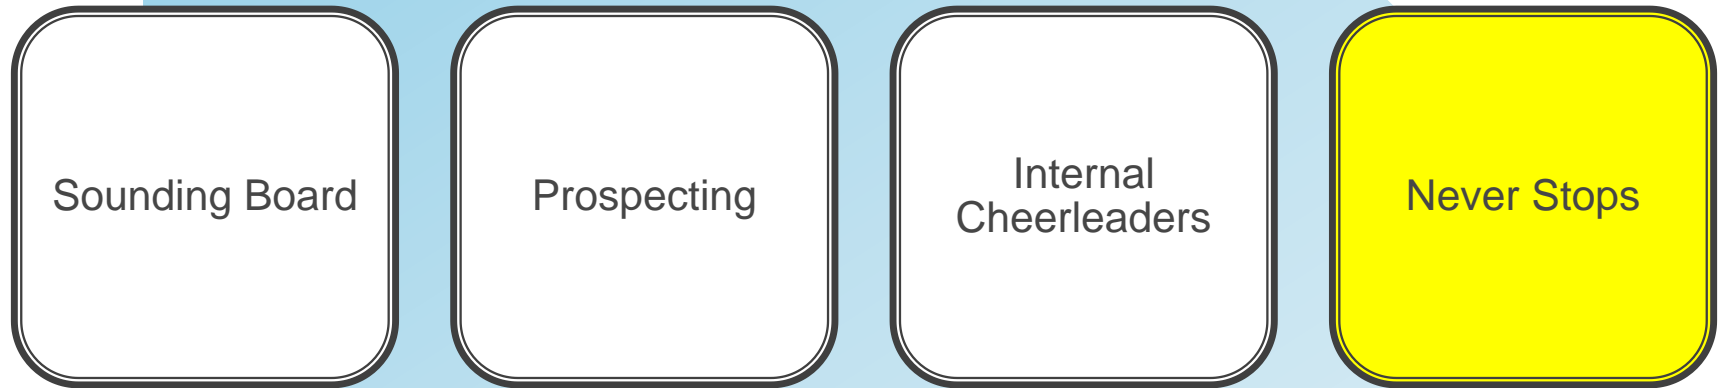 Sounding Board
Prospecting
Internal
Cheerleaders
Never Stops